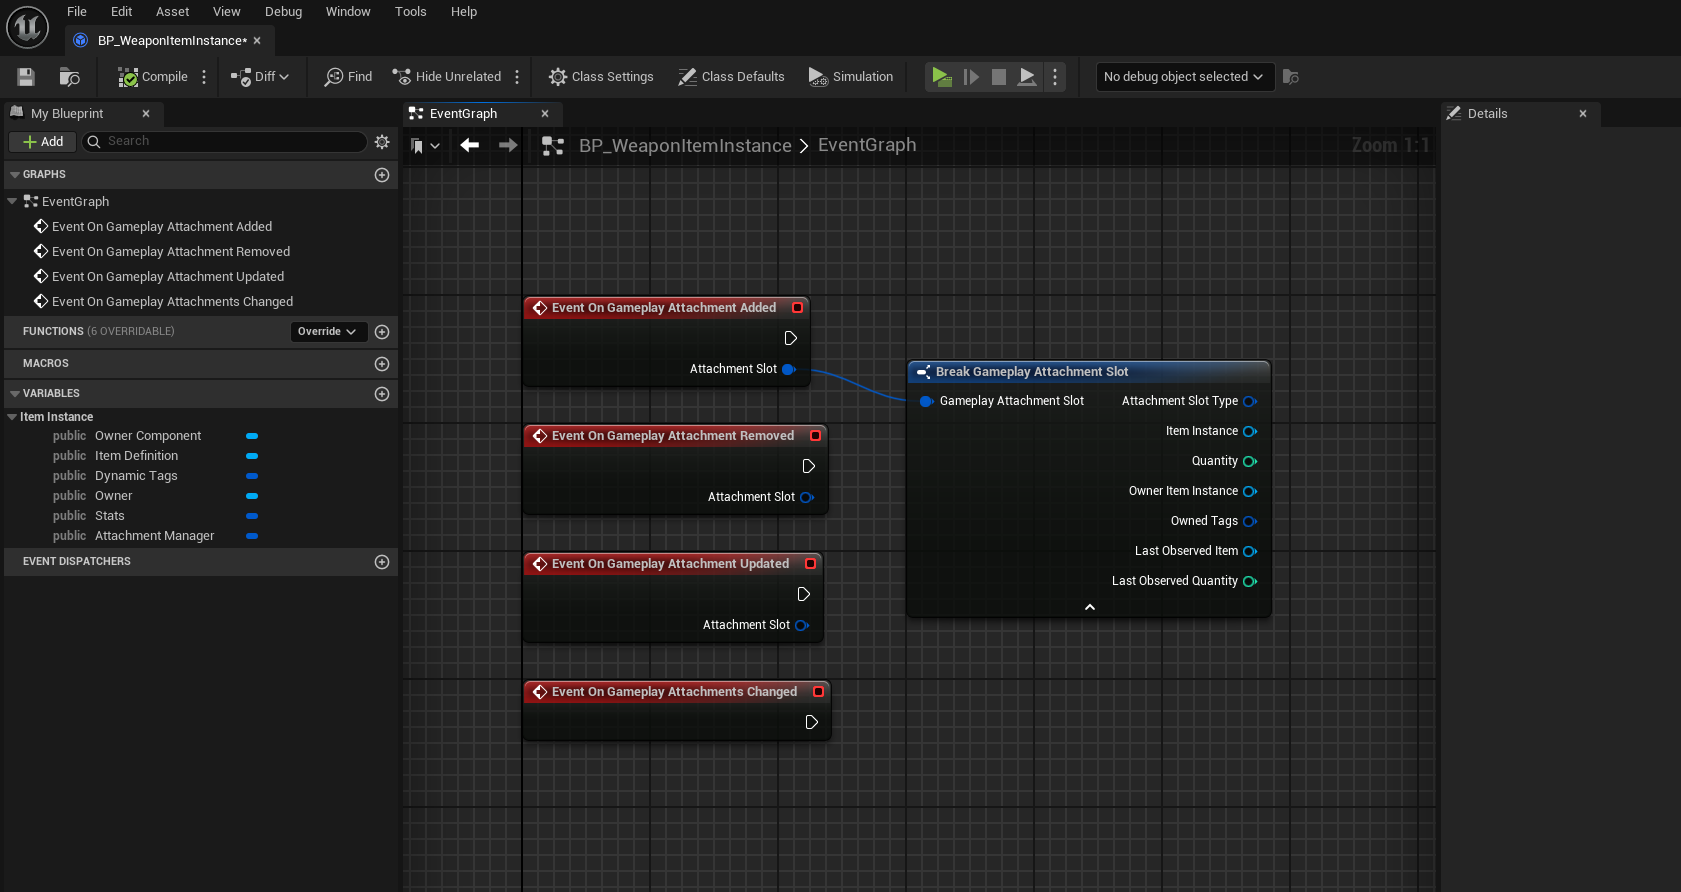 File Edit Asset View Debug Window Tools Help
BP_WeaponItemInstance*
Compile Diff Find Hide Unrelated Class Settings Class Defaults Simulation No debug object selected
My Blueprint
Add Search
GRAPHS
EventGraph
Event On Gameplay Attachment Added
Event On Gameplay Attachment Removed
Event On Gameplay Attachment Updated
Event On Gameplay Attachments Changed
FUNCTIONS (6 OVERRIDABLE) Override
MACROS
VARIABLES
Item Instance
public Owner Component
public Item Definition
public Dynamic Tags
public Owner
public Stats
public Attachment Manager
EVENT DISPATCHERS
EventGraph
BP_WeaponItemInstance > EventGraph Zoom 1:1
Event On Gameplay Attachment Added
Attachment Slot
Event On Gameplay Attachment Removed
Attachment Slot
Event On Gameplay Attachment Updated
Attachment Slot
Event On Gameplay Attachments Changed
Break Gameplay Attachment Slot
Gameplay Attachment Slot Attachment Slot Type
Item Instance
Quantity
Owner Item Instance
Owned Tags
Last Observed Item
Last Observed Quantity
Details